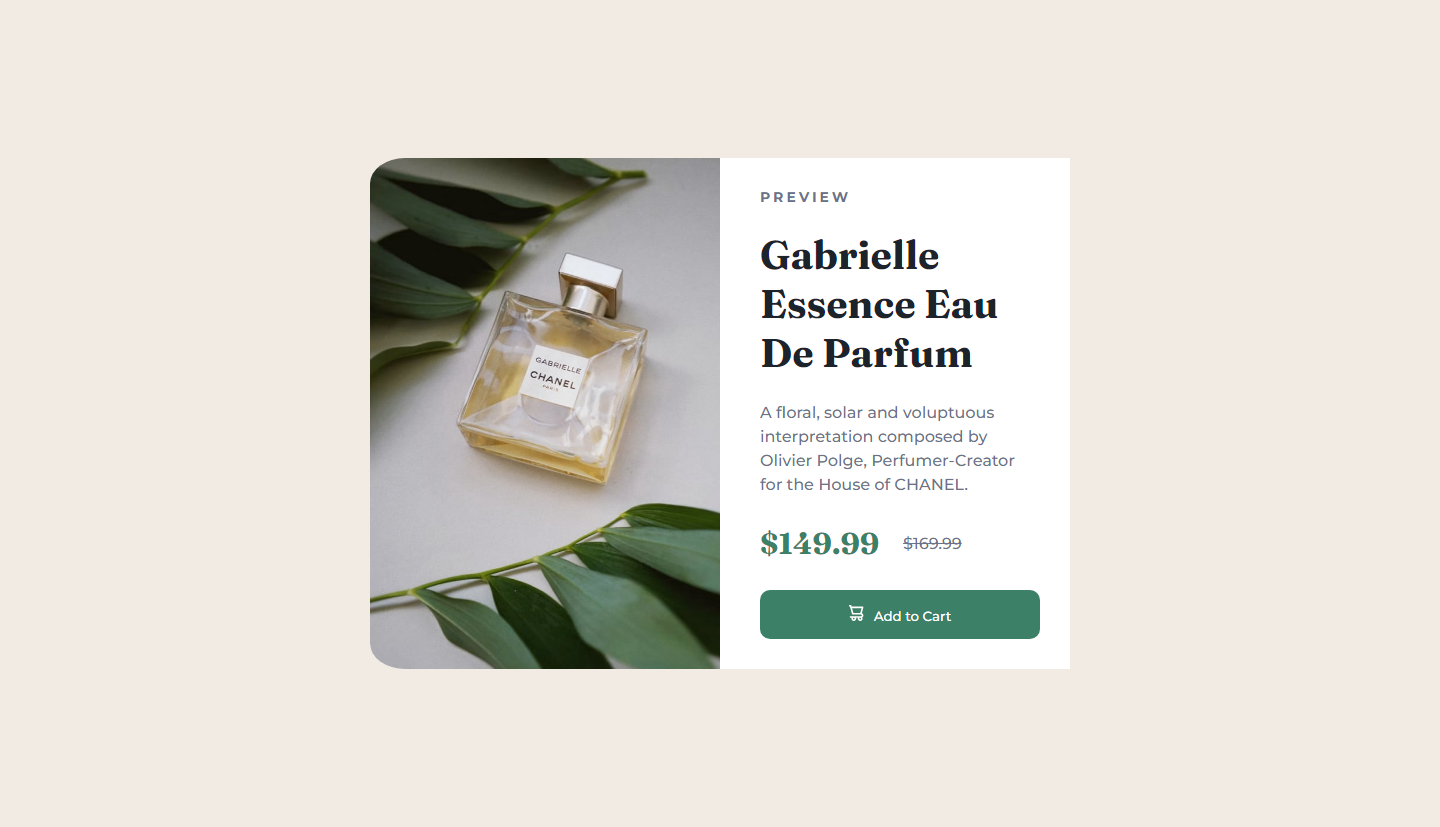 GABRIELLE
CHANEL
PARIS
PREVIEW
Gabrielle
Essence Eau
De Parfum
A floral, solar and voluptuous
interpretation composed by
Olivier Polge, Perfumer-Creator
for the House of CHANEL.
$149.99 $169.99
Add to Cart